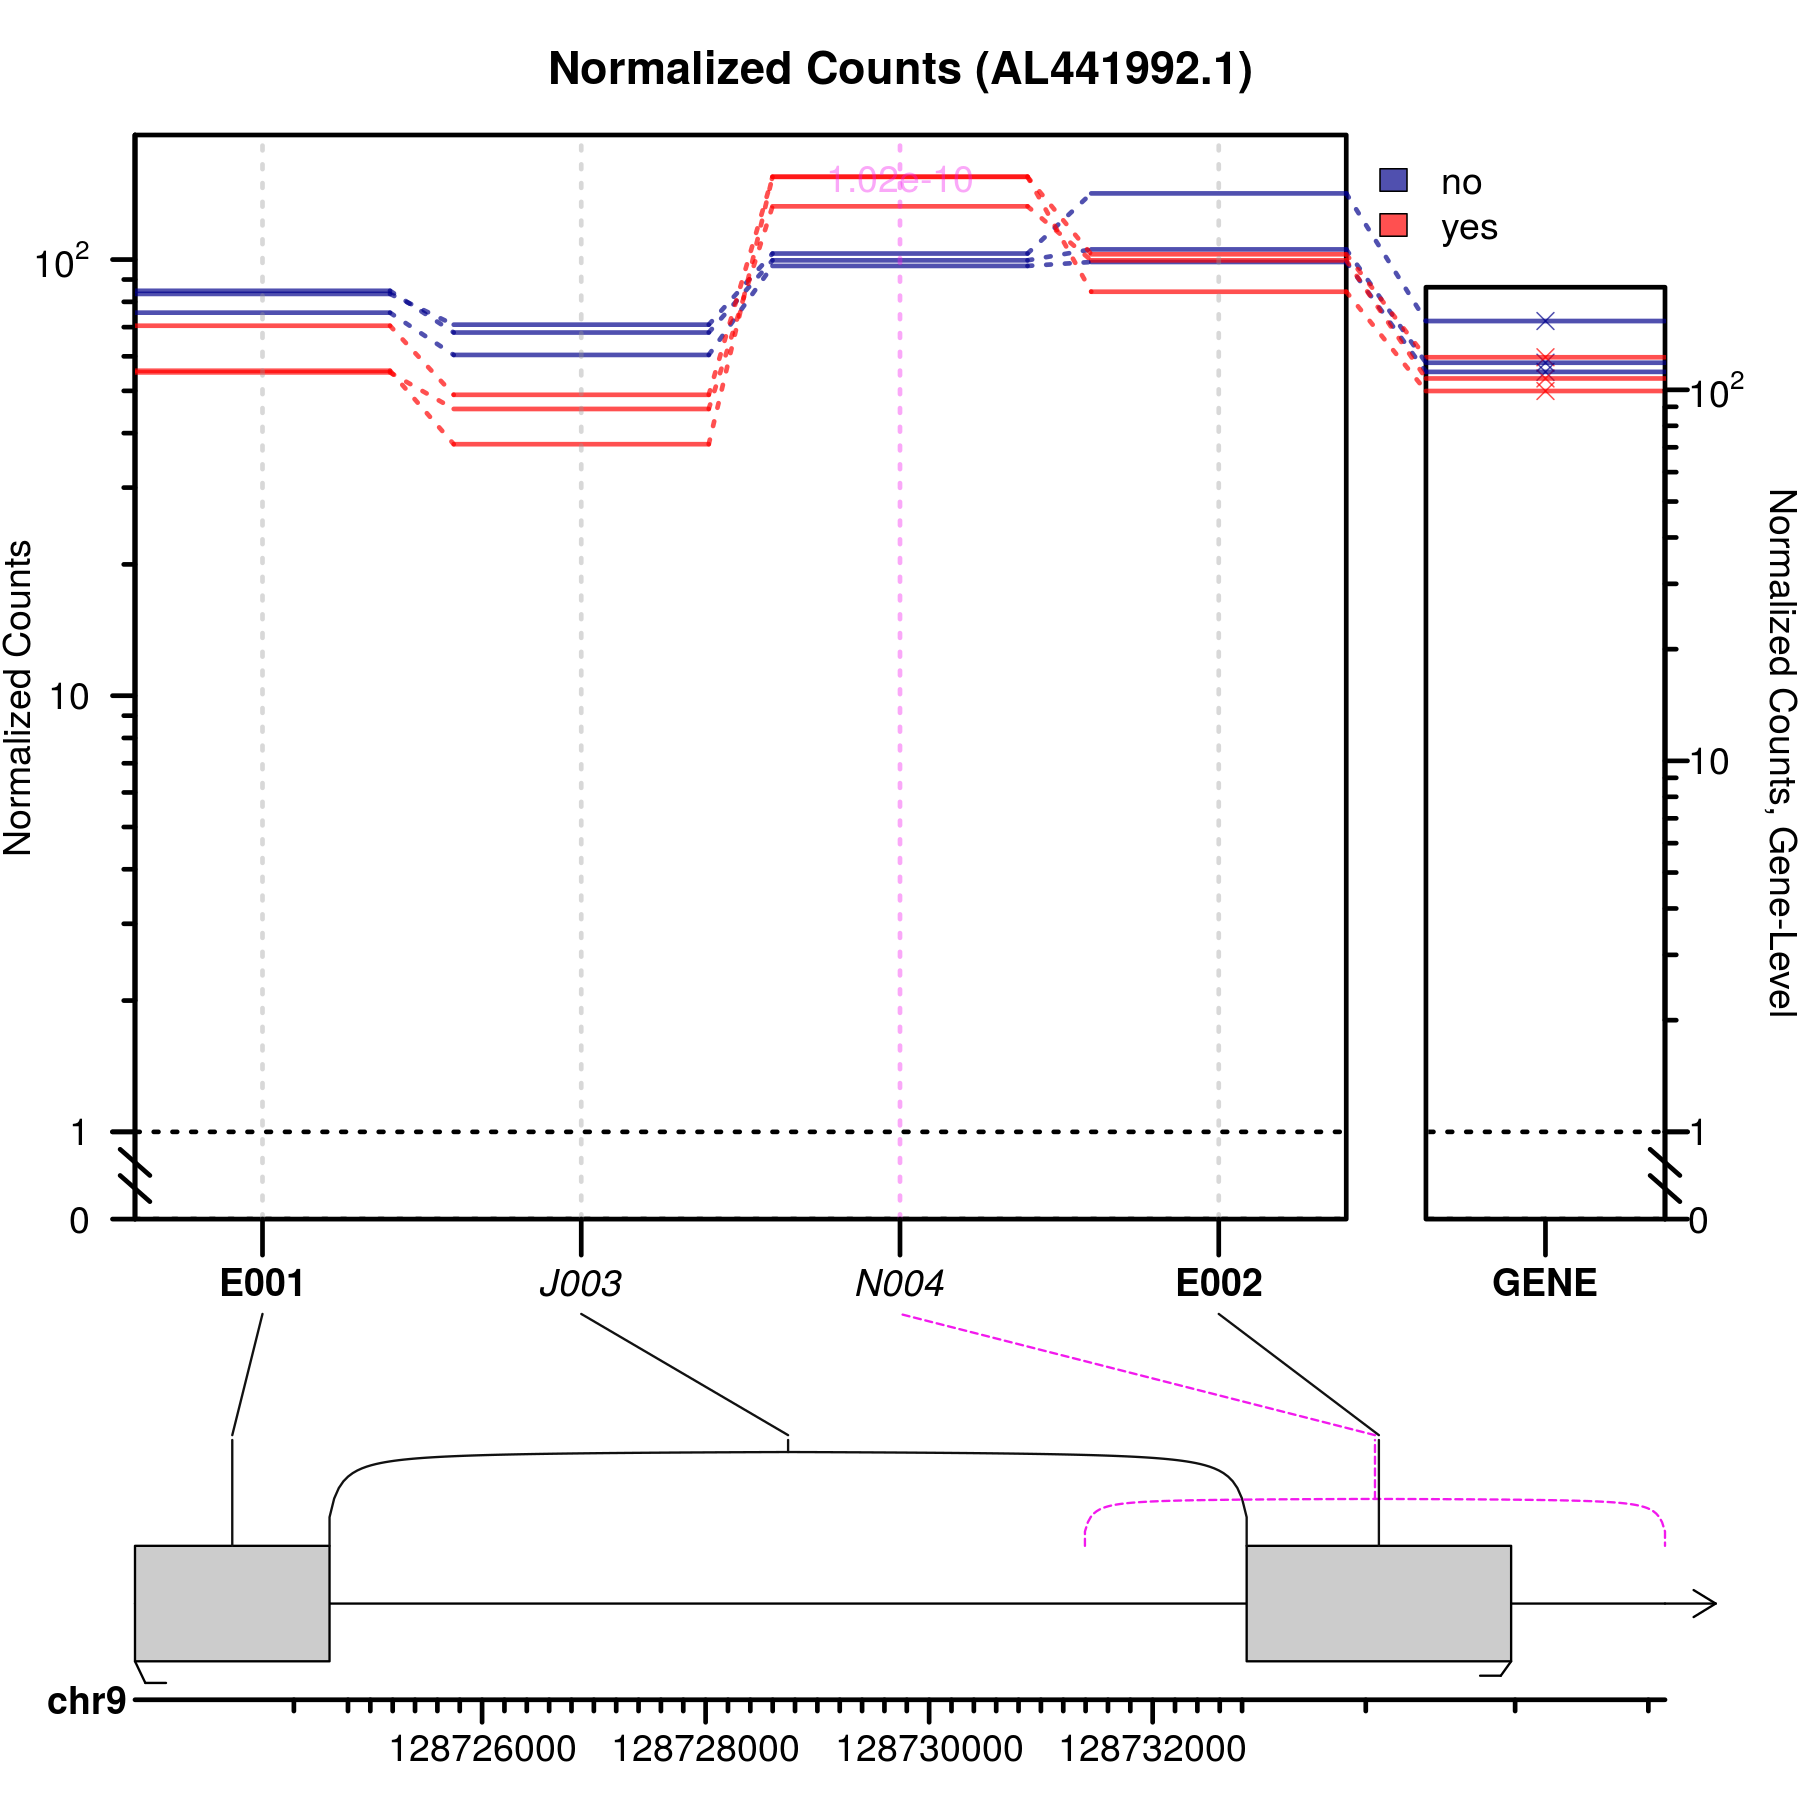 Normalized Counts (AL441992.1)
1.02e-10
no
yes
10²
10
1
0
Normalized Counts
10²
10
1
0
Normalized Counts, Gene-Level
E001 J003 N004 E002 GENE
chr9
128726000 128728000 128730000 128732000